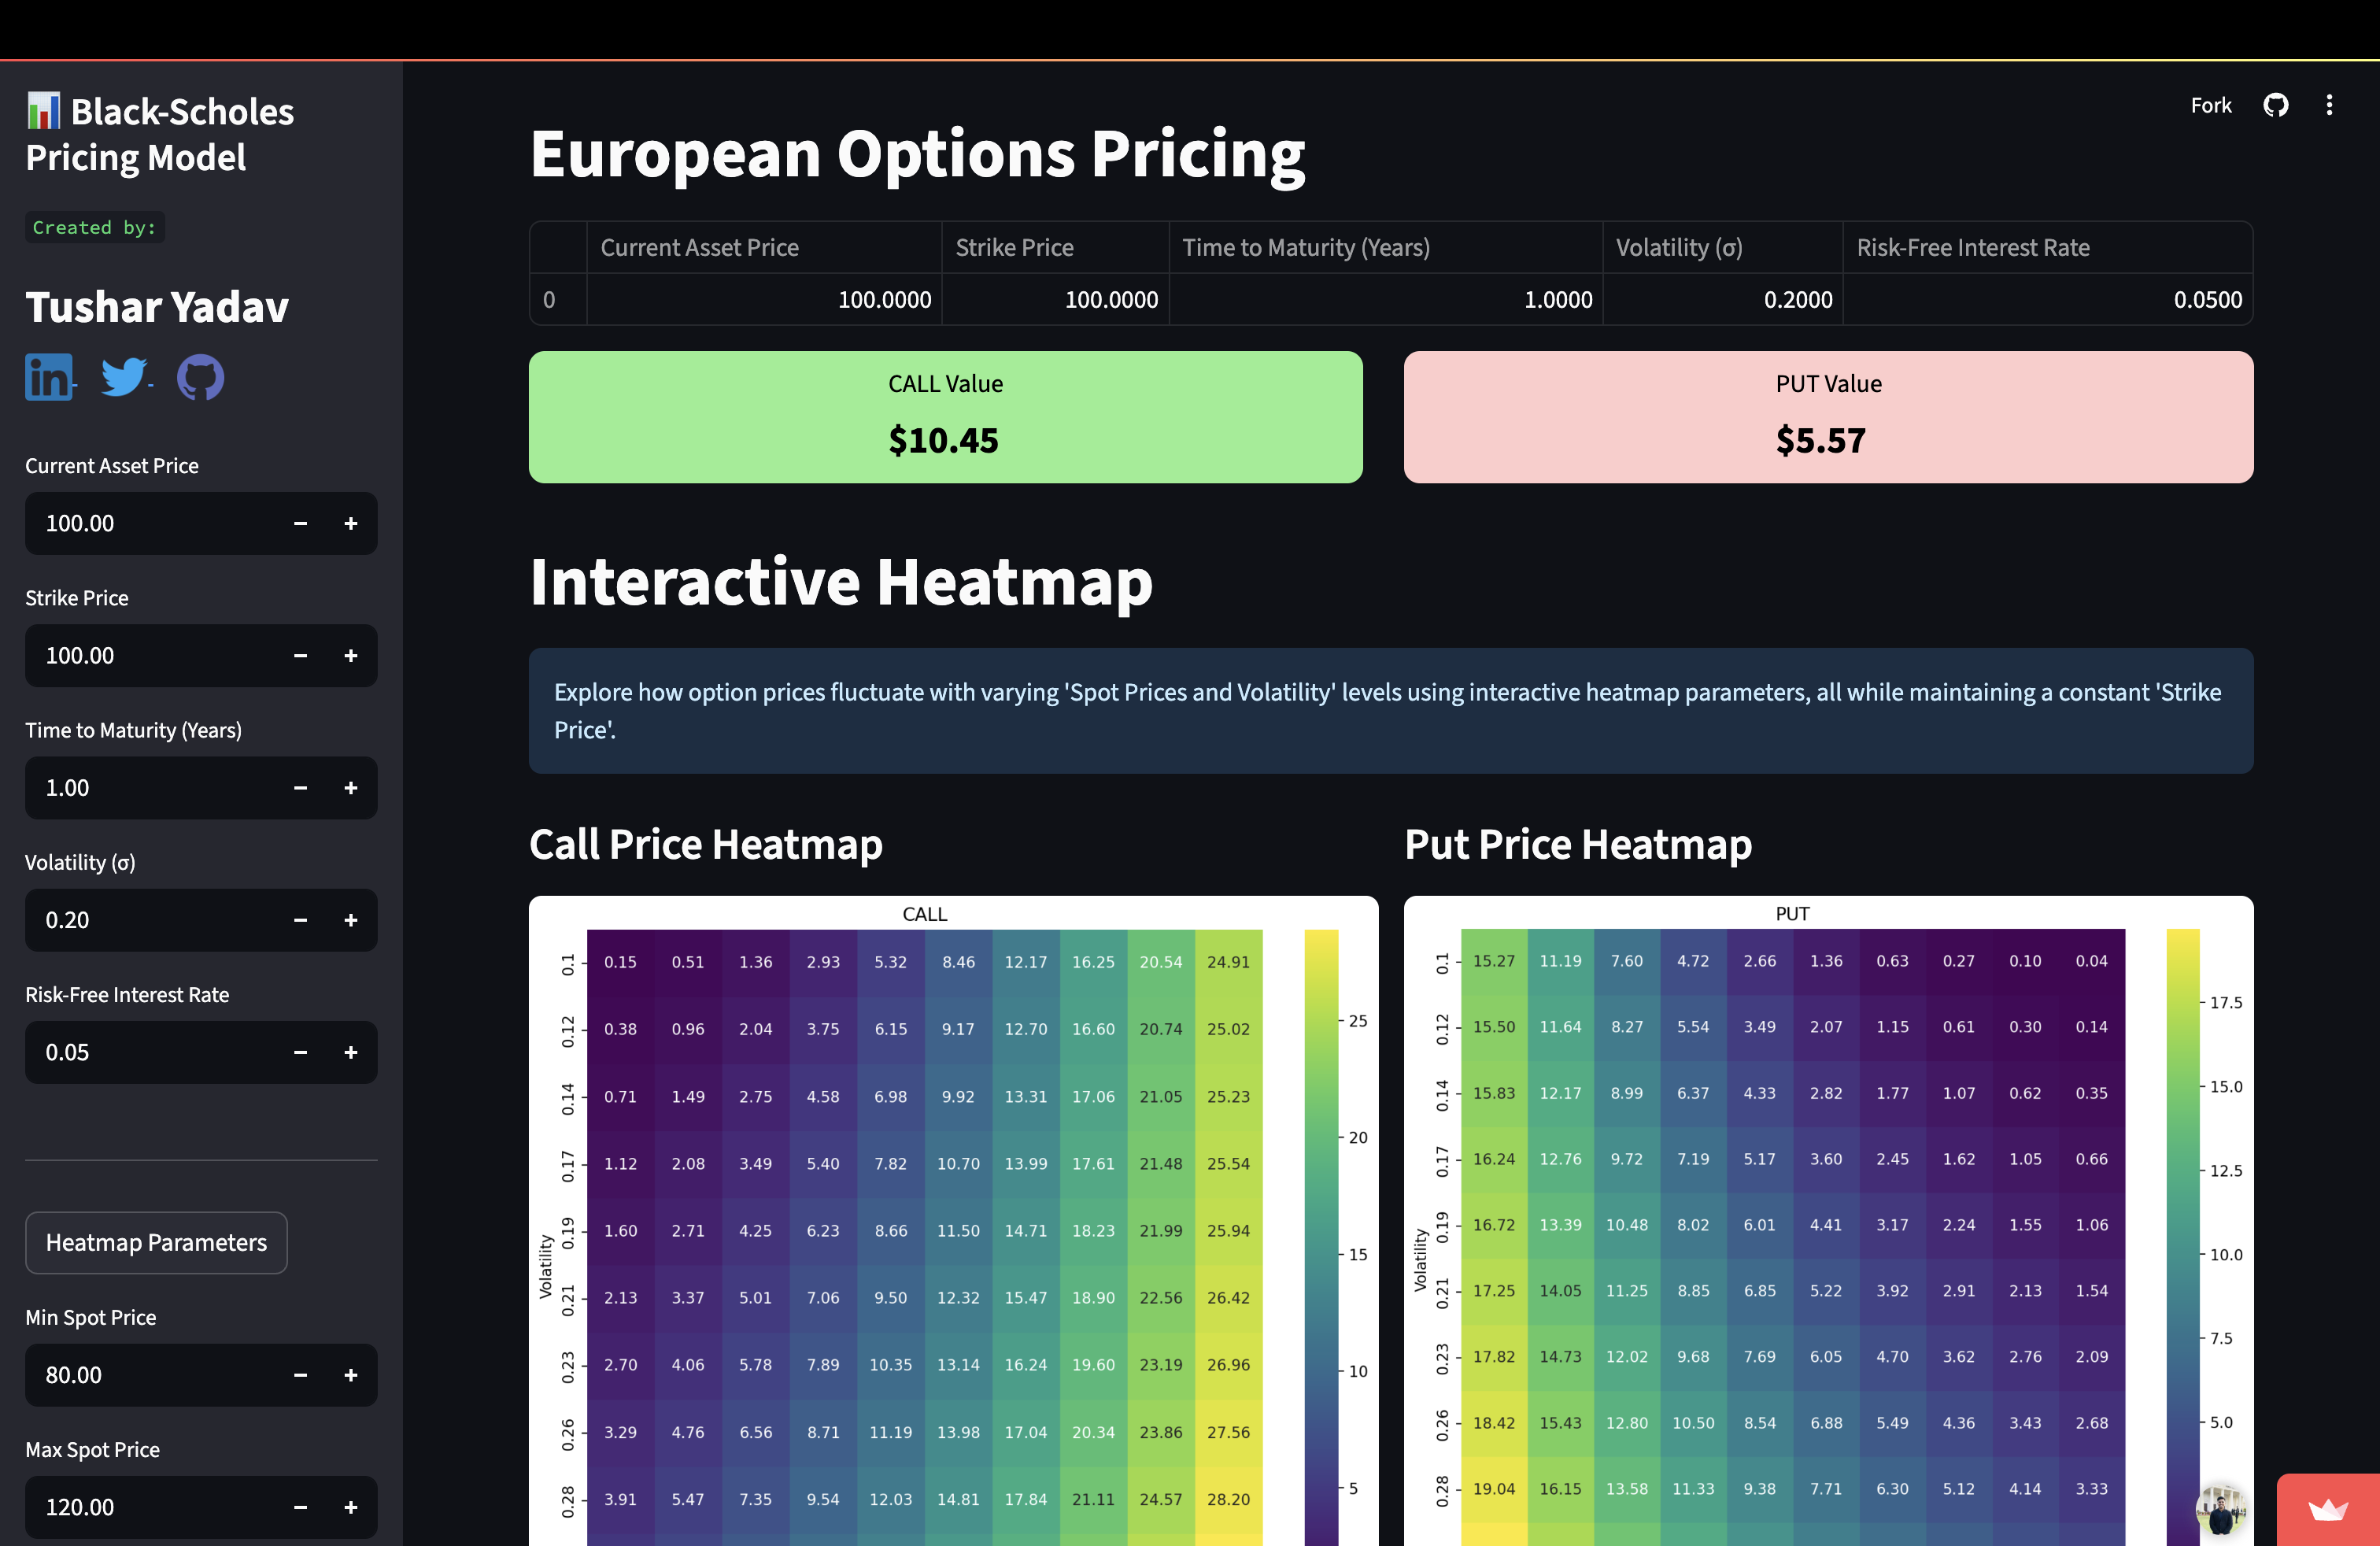 Black-Scholes
Pricing Model
Created by:
Tushar Yadav
in
Current Asset Price
100.00 − +
Strike Price
100.00 − +
Time to Maturity (Years)
1.00 − +
Volatility (σ)
0.20 − +
Risk-Free Interest Rate
0.05 − +
Heatmap Parameters
Min Spot Price
80.00 − +
Max Spot Price
120.00 − +
Fork
European Options Pricing
Current Asset Price Strike Price Time to Maturity (Years) Volatility (σ) Risk-Free Interest Rate
0 100.0000 100.0000 1.0000 0.2000 0.0500
CALL Value
$10.45
PUT Value
$5.57
Interactive Heatmap
Explore how option prices fluctuate with varying 'Spot Prices and Volatility' levels using interactive heatmap parameters, all while maintaining a constant 'Strike
Price'.
Call Price Heatmap
CALL
Volatility
0.1 0.15 0.51 1.36 2.93 5.32 8.46 12.17 16.25 20.54 24.91
0.12 0.38 0.96 2.04 3.75 6.15 9.17 12.70 16.60 20.74 25.02
0.14 0.71 1.49 2.75 4.58 6.98 9.92 13.31 17.06 21.05 25.23
0.17 1.12 2.08 3.49 5.40 7.82 10.70 13.99 17.61 21.48 25.54
0.19 1.60 2.71 4.25 6.23 8.66 11.50 14.71 18.23 21.99 25.94
0.21 2.13 3.37 5.01 7.06 9.50 12.32 15.47 18.90 22.56 26.42
0.23 2.70 4.06 5.78 7.89 10.35 13.14 16.24 19.60 23.19 26.96
0.26 3.29 4.76 6.56 8.71 11.19 13.98 17.04 20.34 23.86 27.56
0.28 3.91 5.47 7.35 9.54 12.03 14.81 17.84 21.11 24.57 28.20
25
20
15
10
5
Put Price Heatmap
PUT
Volatility
0.1 15.27 11.19 7.60 4.72 2.66 1.36 0.63 0.27 0.10 0.04
0.12 15.50 11.64 8.27 5.54 3.49 2.07 1.15 0.61 0.30 0.14
0.14 15.83 12.17 8.99 6.37 4.33 2.82 1.77 1.07 0.62 0.35
0.17 16.24 12.76 9.72 7.19 5.17 3.60 2.45 1.62 1.05 0.66
0.19 16.72 13.39 10.48 8.02 6.01 4.41 3.17 2.24 1.55 1.06
0.21 17.25 14.05 11.25 8.85 6.85 5.22 3.92 2.91 2.13 1.54
0.23 17.82 14.73 12.02 9.68 7.69 6.05 4.70 3.62 2.76 2.09
0.26 18.42 15.43 12.80 10.50 8.54 6.88 5.49 4.36 3.43 2.68
0.28 19.04 16.15 13.58 11.33 9.38 7.71 6.30 5.12 4.14 3.33
17.5
15.0
12.5
10.0
7.5
5.0